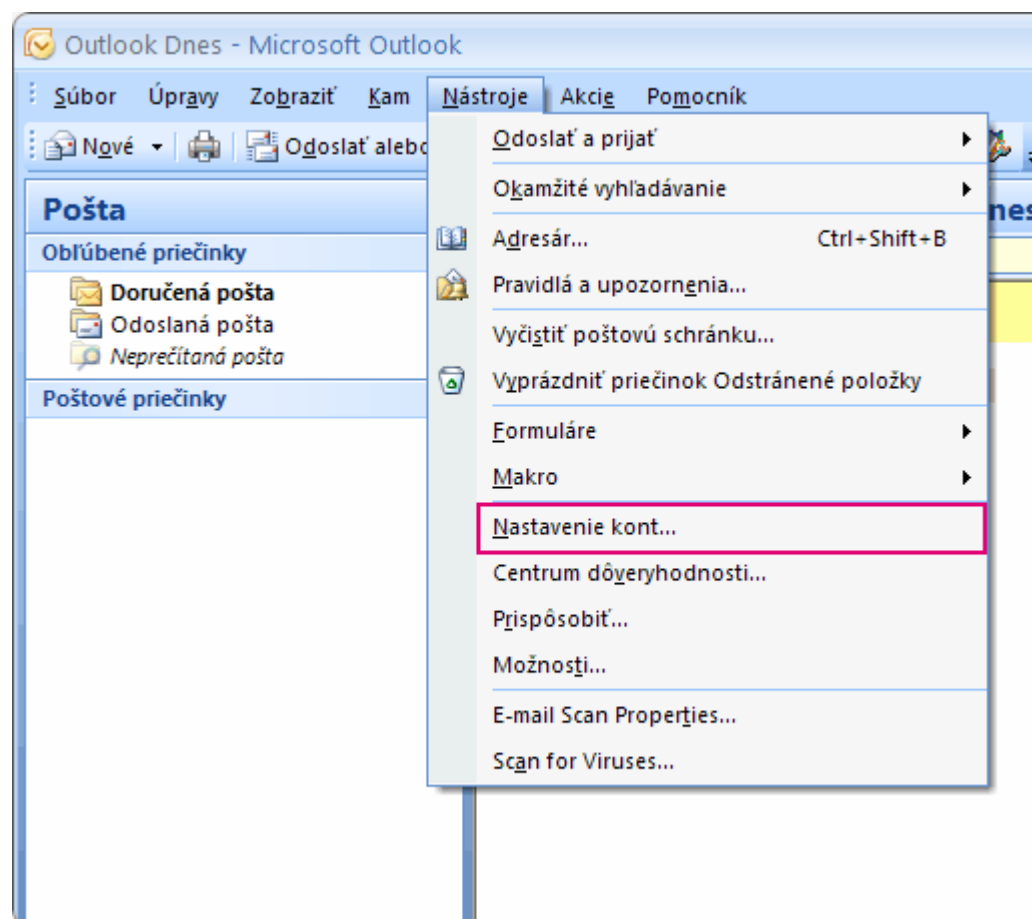 Outlook Dnes - Microsoft Outlook
Súbor Úpravy Zobraziť Kam Nástroje Akcie Pomocník
Nové Odoslať alebo
Pošta
Obľúbené priečinky
Doručená pošta
Odoslaná pošta
Neprečítaná pošta
Poštové priečinky
Odoslať a prijať
Okamžité vyhľadávanie
Adresár... Ctrl+Shift+B
Pravidlá a upozornenia...
Vyčistiť poštovú schránku...
Vyprázdniť priečinok Odstránené položky
Formuláre
Makro
Nastavenie kont...
Centrum dôveryhodnosti...
Prispôsobiť...
Možnosti...
E-mail Scan Properties...
Scan for Viruses...